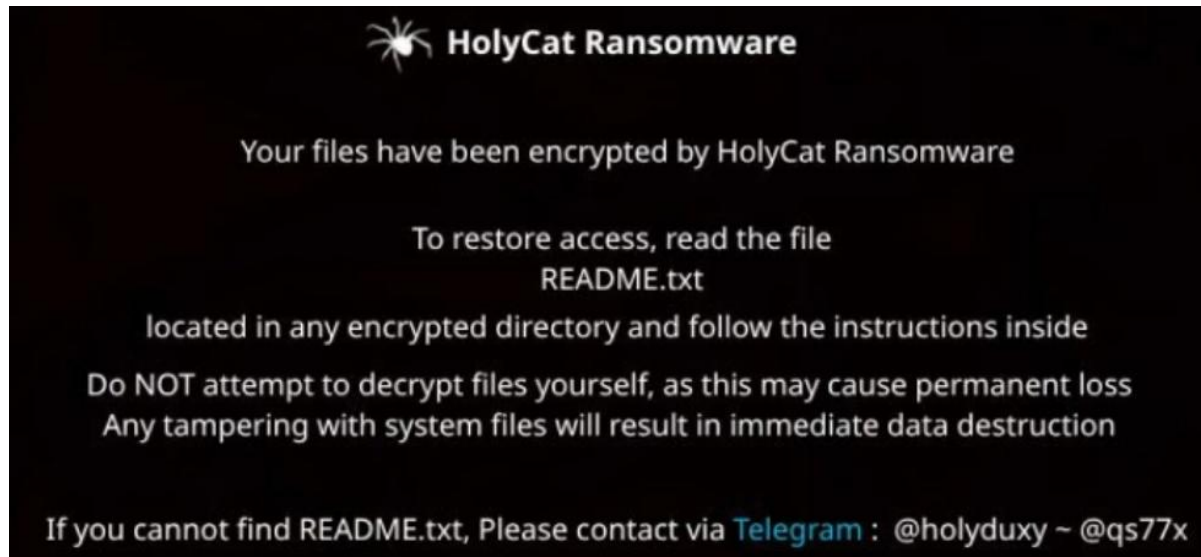 HolyCat Ransomware
Your files have been encrypted by HolyCat Ransomware
To restore access, read the file
README.txt
located in any encrypted directory and follow the instructions inside
Do NOT attempt to decrypt files yourself, as this may cause permanent loss
Any tampering with system files will result in immediate data destruction
If you cannot find README.txt, Please contact via Telegram : @holyduxy ~ @qs77x